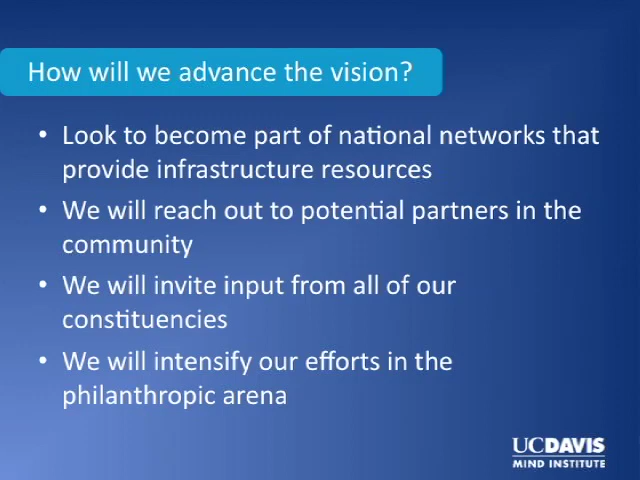 How will we advance the vision?
• Look to become part of national networks that
provide infrastructure resources
• We will reach out to potential partners in the
community
• We will invite input from all of our
constituencies
• We will intensify our efforts in the
philanthropic arena
UCDAVIS
MIND INSTITUTE